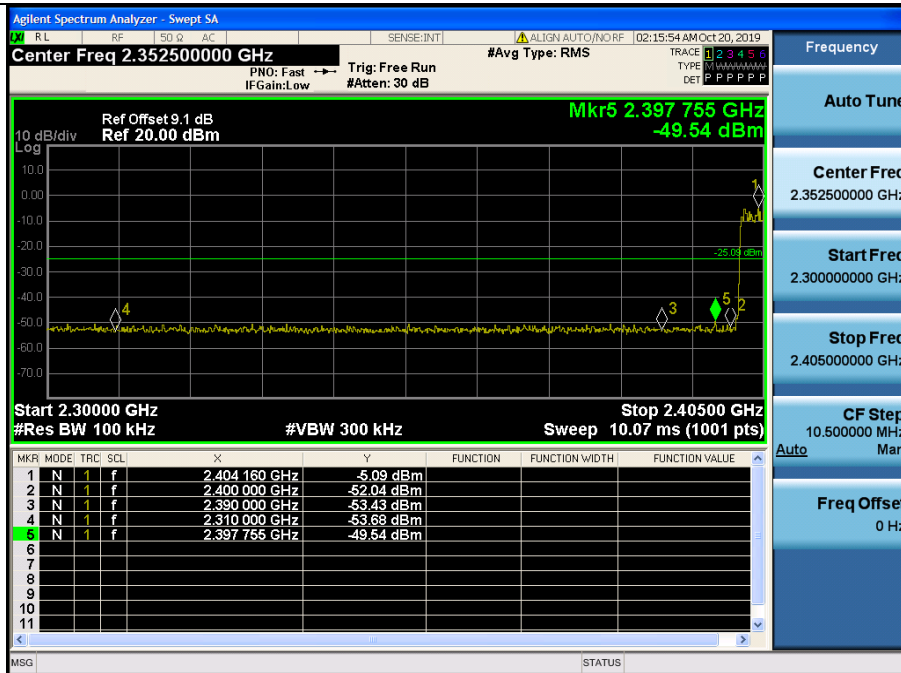 Agilent Spectrum Analyzer - Swept SA
LXI RL RF 50 Ω AC SENSE:INT ALIGN AUTO/NO RF 02:15:54 AM Oct 20, 2019
Center Freq 2.352500000 GHz #Avg Type: RMS TRACE 1 2 3 4 5 6
PNO: Fast Trig: Free Run TYPE M WWWWW
IFGain:Low #Atten: 30 dB DET P P P P P P
Mkr5 2.397 755 GHz
-49.54 dBm
Ref Offset 9.1 dB
10 dB/div Ref 20.00 dBm
Log
10.0
0.00
-10.0
-20.0
-30.0
-40.0
-50.0
-60.0
-70.0
1
-25.09 dBm
4
3
5
2
Start 2.30000 GHz Stop 2.40500 GHz
#Res BW 100 kHz #VBW 300 kHz Sweep 10.07 ms (1001 pts)
MKR MODE TRC SCL X Y FUNCTION FUNCTION WIDTH FUNCTION VALUE
1 N 1 f 2.404 160 GHz -5.09 dBm
2 N 1 f 2.400 000 GHz -52.04 dBm
3 N 1 f 2.390 000 GHz -53.43 dBm
4 N 1 f 2.310 000 GHz -53.68 dBm
5 N 1 f 2.397 755 GHz -49.54 dBm
6
7
8
9
10
11
MSG STATUS
Frequency
Auto Tune
Center Freq
2.352500000 GHz
Start Freq
2.300000000 GHz
Stop Freq
2.405000000 GHz
CF Step
10.500000 MHz
Auto Man
Freq Offset
0 Hz